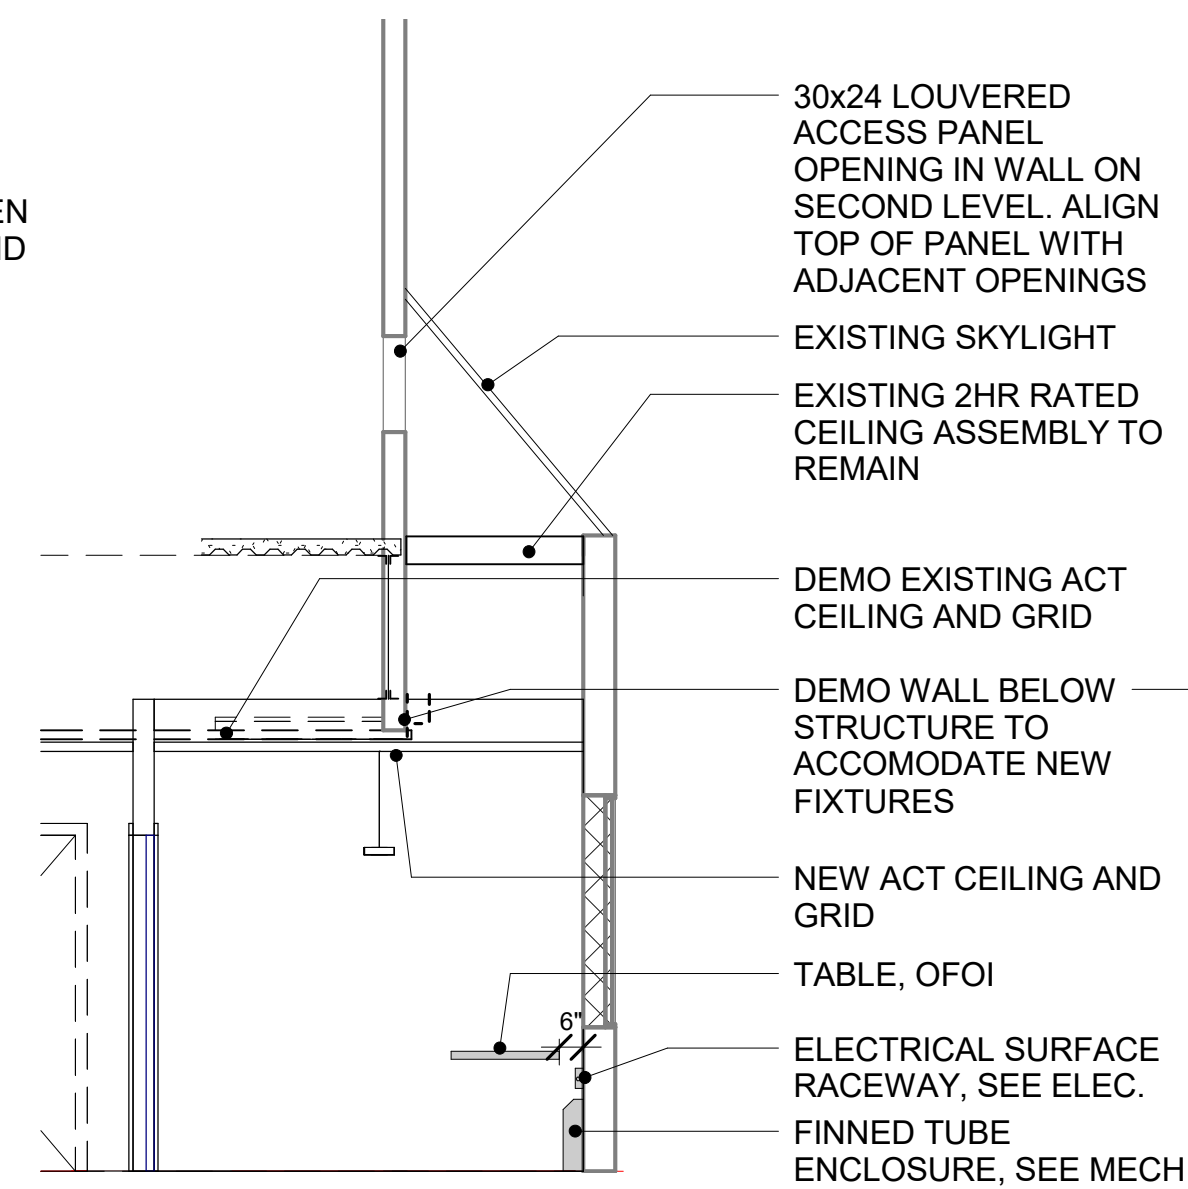 EN
ND
30x24 LOUVERED
ACCESS PANEL
OPENING IN WALL ON
SECOND LEVEL. ALIGN
TOP OF PANEL WITH
ADJACENT OPENINGS
EXISTING SKYLIGHT
EXISTING 2HR RATED
CEILING ASSEMBLY TO
REMAIN
DEMO EXISTING ACT
CEILING AND GRID
DEMO WALL BELOW
STRUCTURE TO
ACCOMODATE NEW
FIXTURES
NEW ACT CEILING AND
GRID
TABLE, OFOI
6"
ELECTRICAL SURFACE
RACEWAY, SEE ELEC.
FINNED TUBE
ENCLOSURE, SEE MECH